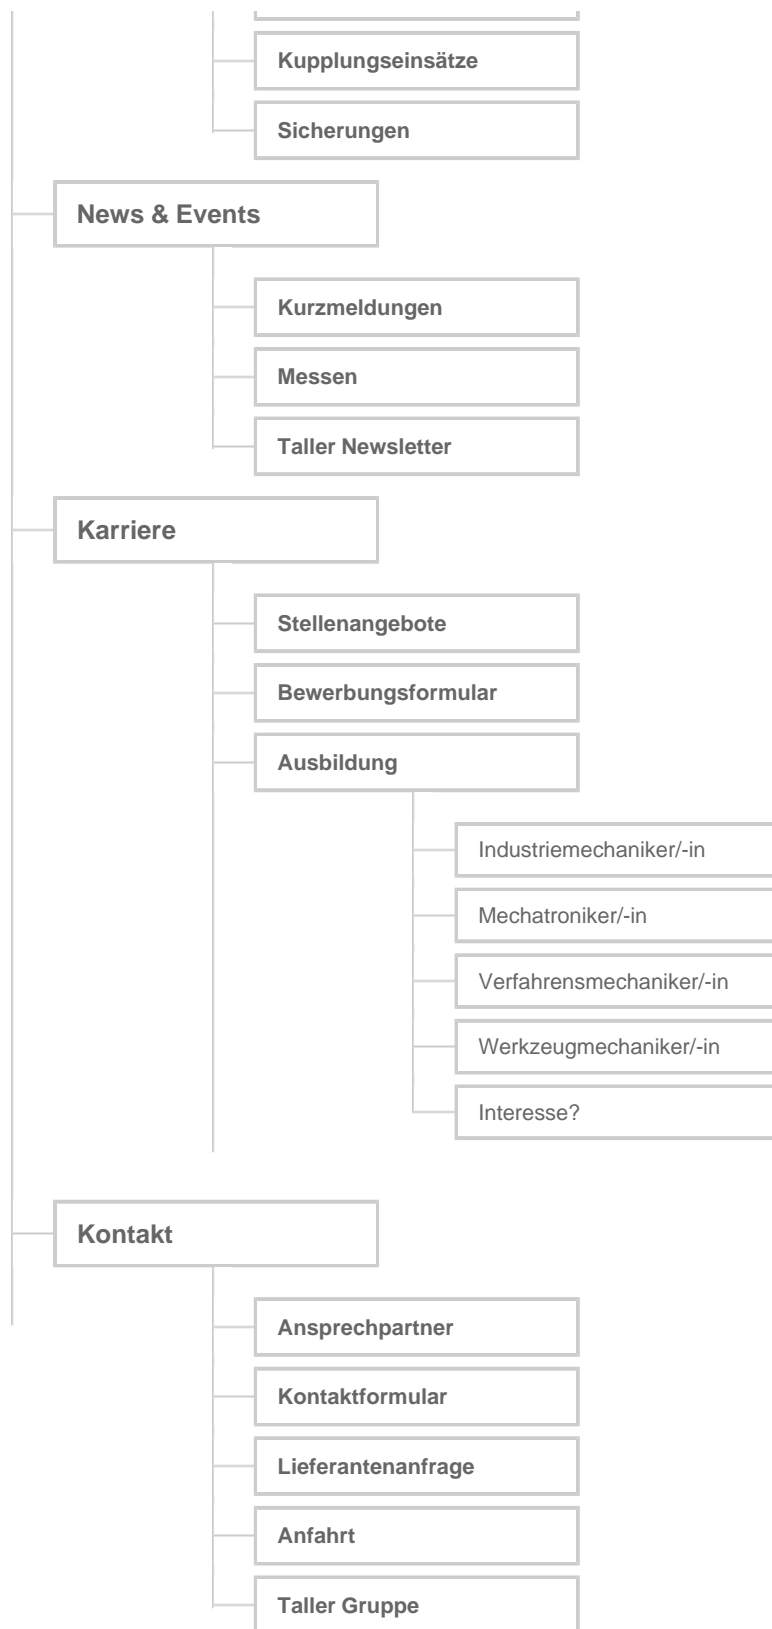 Kupplungseinsätze
Sicherungen
News & Events
Kurzmeldungen
Messen
Taller Newsletter
Karriere
Stellenangebote
Bewerbungsformular
Ausbildung
Industriemechaniker/-in
Mechatroniker/-in
Verfahrensmechaniker/-in
Werkzeugmechaniker/-in
Interesse?
Kontakt
Ansprechpartner
Kontaktformular
Lieferantenanfrage
Anfahrt
Taller Gruppe